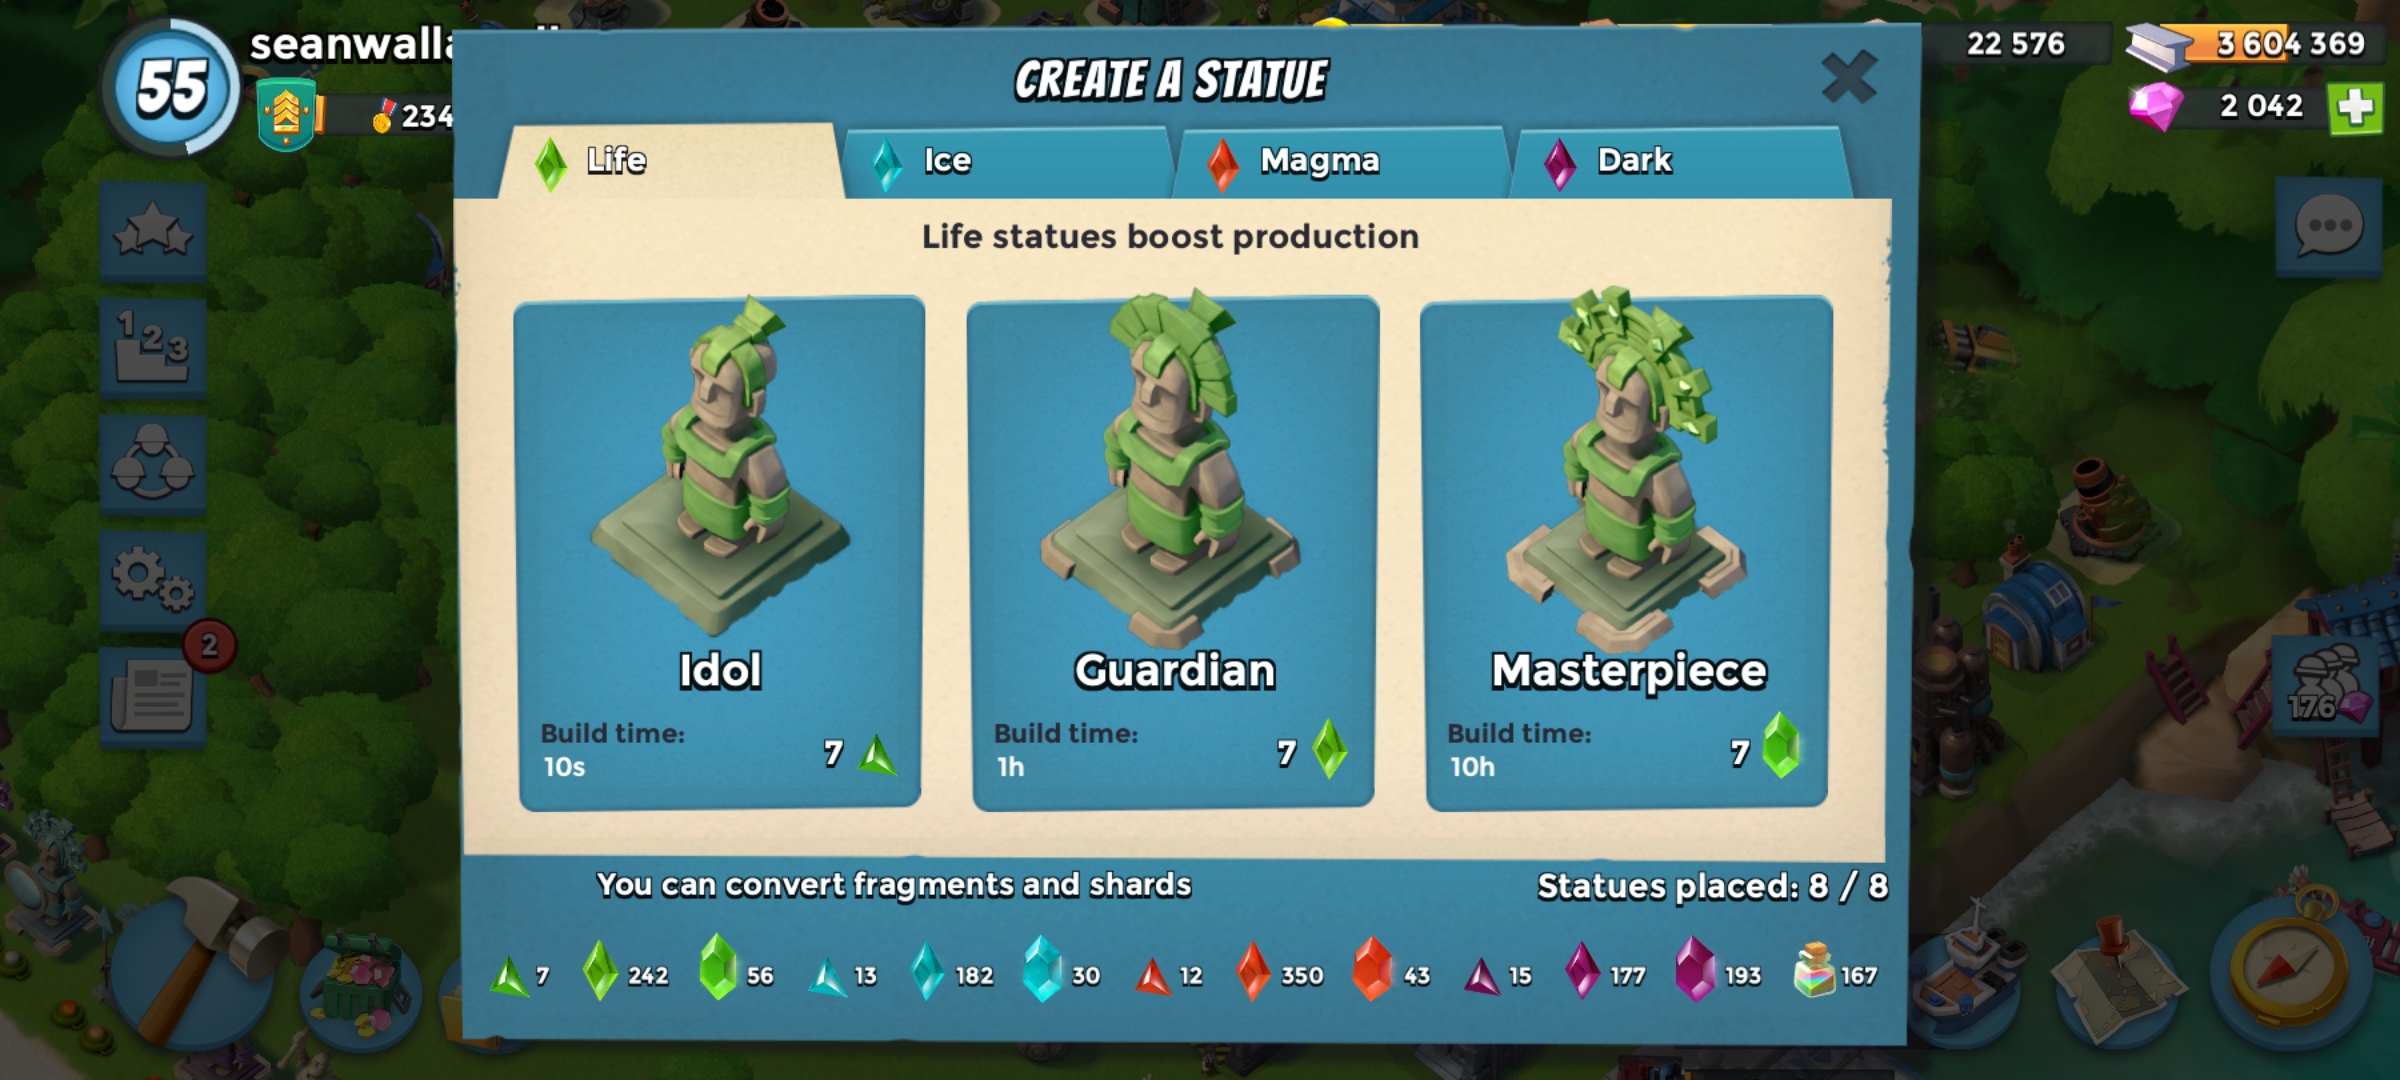 55
234
CREATE A STATUE
22 576
3 604 369
2 042
Life
Ice
Magma
Dark
Life statues boost production
1 2 3
2
Idol
Build time:
10s
7
Guardian
Build time:
1h
7
Masterpiece
Build time:
10h
7
176
You can convert fragments and shards
Statues placed: 8 / 8
7 242 56 13 182 30 12 350 43 15 177 193 167